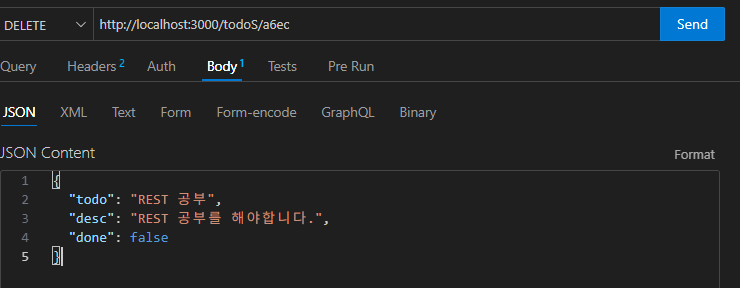 DELETE http://localhost:3000/todoS/a6ec Send
Query Headers 2 Auth Body 1 Tests Pre Run
JSON XML Text Form Form-encode GraphQL Binary
JSON Content Format
1 {
2 "todo": "REST 공부",
3 "desc": "REST 공부를 해야합니다.",
4 "done": false
5 }